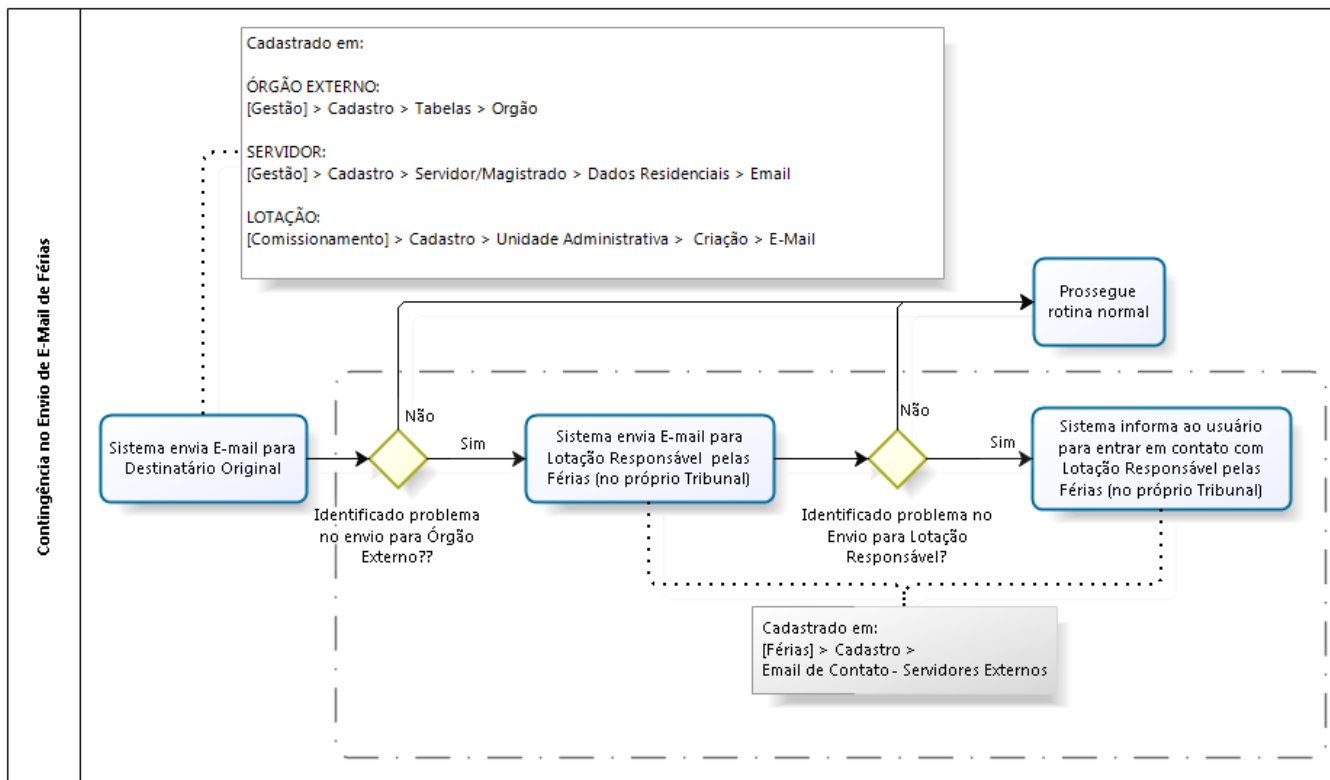 Contingência no Envio de E-Mail de Férias
Cadastrado em:
ÓRGÃO EXTERNO:
[Gestão] > Cadastro > Tabelas > Orgão
SERVIDOR:
[Gestão] > Cadastro > Servidor/Magistrado > Dados Residenciais > Email
LOTAÇÃO:
[Comissionamento] > Cadastro > Unidade Administrativa > Criação > E-Mail
Prossegue
rotina normal
Sistema envia E-mail para
Destinatário Original
Não
Sim
Identificado problema
no envio para Órgão
Externo??
Sistema envia E-mail para
Lotação Responsável pelas
Férias (no próprio Tribunal)
Não
Sim
Identificado problema no
Envio para Lotação
Responsável?
Sistema informa ao usuário
para entrar em contato com
Lotação Responsável pelas
Férias (no próprio Tribunal)
Cadastrado em:
[Férias] > Cadastro >
Email de Contato - Servidores Externos